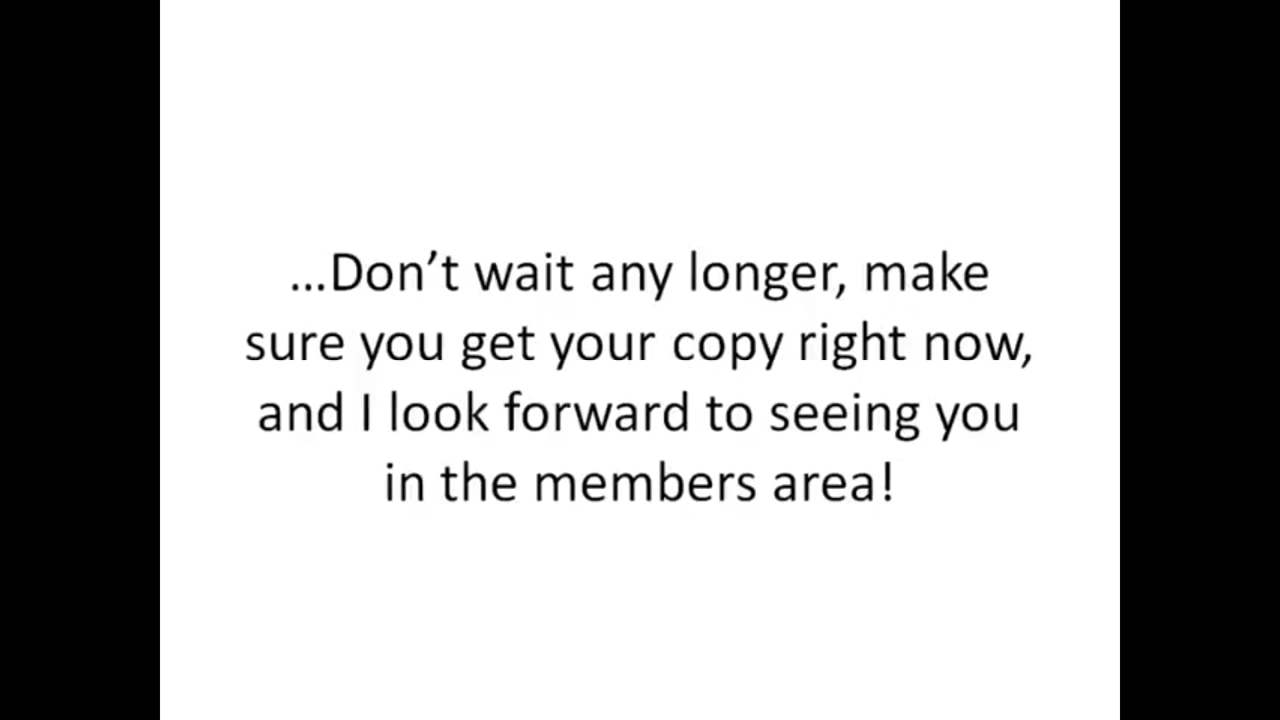 ...Don’t wait any longer, make
sure you get your copy right now,
and I look forward to seeing you
in the members area!